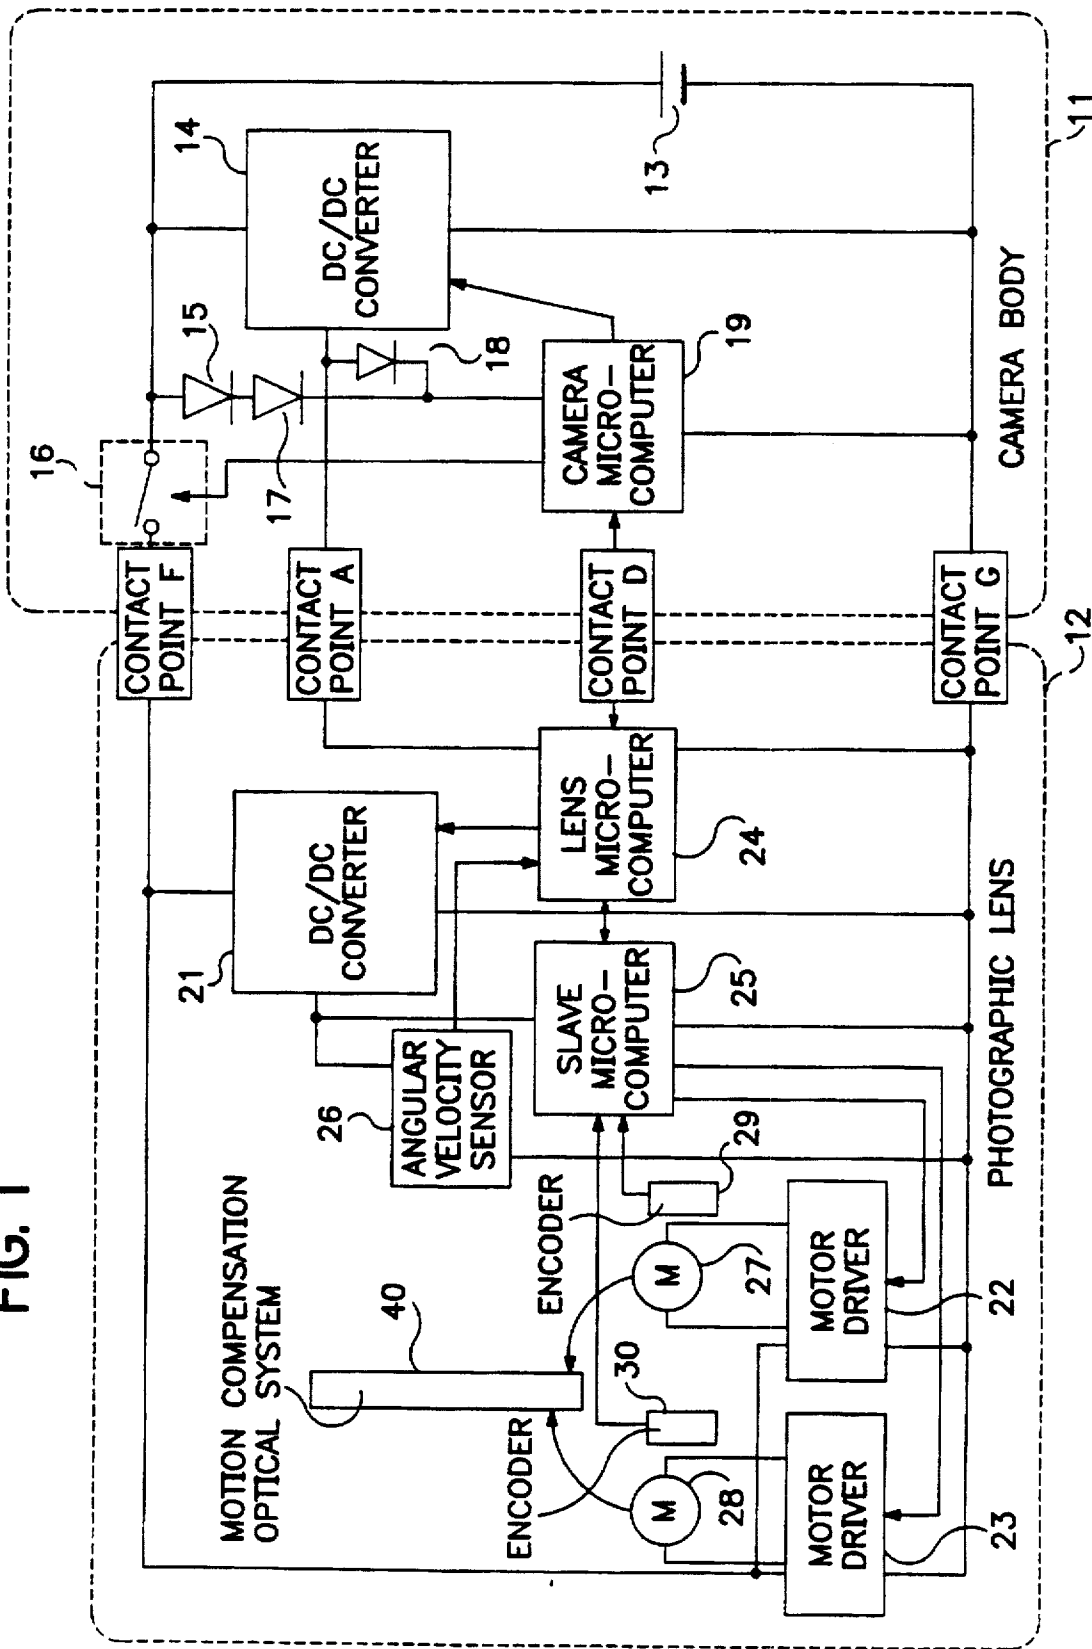 FIG. 1
16
15
14
17
18
13
DC/DC
CONVERTER
CAMERA
MICRO-
COMPUTER
19
CAMERA BODY
11
CONTACT
POINT F
CONTACT
POINT A
CONTACT
POINT D
CONTACT
POINT G
12
21
DC/DC
CONVERTER
LENS
MICRO-
COMPUTER
24
SLAVE
MICRO-
COMPUTER
25
26
ANGULAR
VELOCITY
SENSOR
PHOTOGRAPHIC LENS
MOTION COMPENSATION
OPTICAL SYSTEM
40
ENCODER
29
M
27
MOTOR
DRIVER
22
ENCODER
30
M
28
MOTOR
DRIVER
23